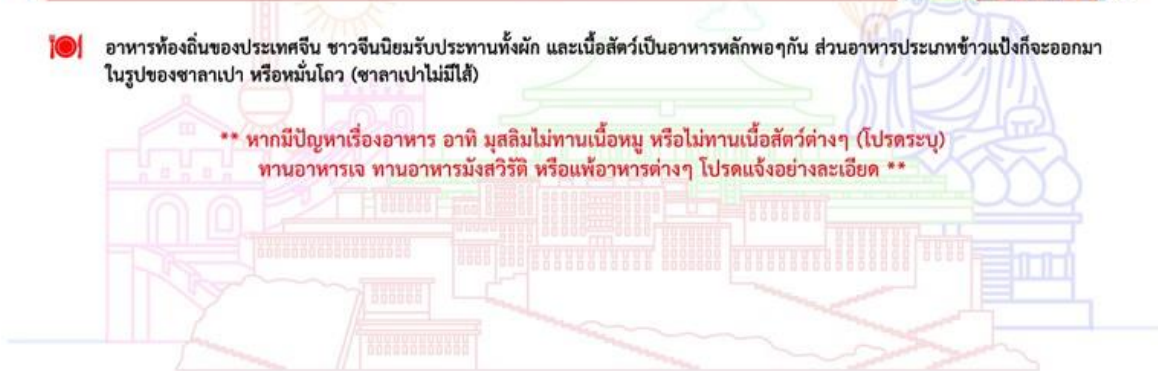 อาหารท้องถิ่นของประเทศจีน ชาวจีนนิยมรับประทานทั้งผัก และเนื้อสัตว์เป็นอาหารหลักพอๆกัน ส่วนอาหารประเภทข้าวแป้งก็จะออกมา
ในรูปของซาลาเปา หรือหมั่นโถว (ซาลาเปาไม่มีไส้)
** หากมีปัญหาเรื่องอาหาร อาทิ มุสลิมไม่ทานเนื้อหมู หรือไม่ทานเนื้อสัตว์ต่างๆ (โปรดระบุ)
ทานอาหารเจ ทานอาหารมังสวิรัติ หรือแพ้อาหารต่างๆ โปรดแจ้งอย่างละเอียด **